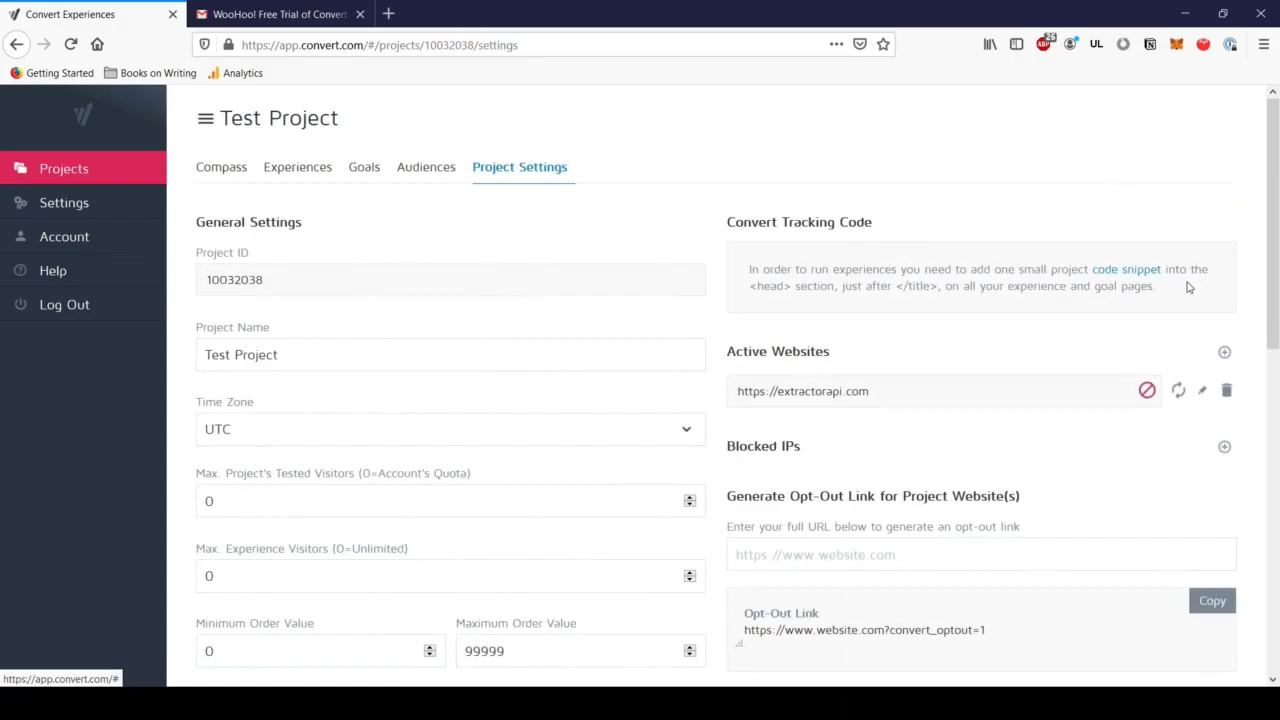 Convert Experiences
WooHoo! Free Trial of Convert
https://app.convert.com/#/projects/10032038/settings
26
UL
Getting Started
Books on Writing
Analytics
Test Project
Projects
Settings
Account
Help
Log Out
Compass
Experiences
Goals
Audiences
Project Settings
General Settings
Project ID
10032038
Project Name
Test Project
Time Zone
UTC
Max. Project's Tested Visitors (0=Account's Quota)
0
Max. Experience Visitors (0=Unlimited)
0
Minimum Order Value
Maximum Order Value
0
99999
Convert Tracking Code
In order to run experiences you need to add one small project code snippet into the
<head> section, just after </title>, on all your experience and goal pages.
Active Websites
https://extractorapi.com
Blocked IPs
Generate Opt-Out Link for Project Website(s)
Enter your full URL below to generate an opt-out link
https://www.website.com
Copy
Opt-Out Link
https://www.website.com?convert_optout=1
https://app.convert.com/#